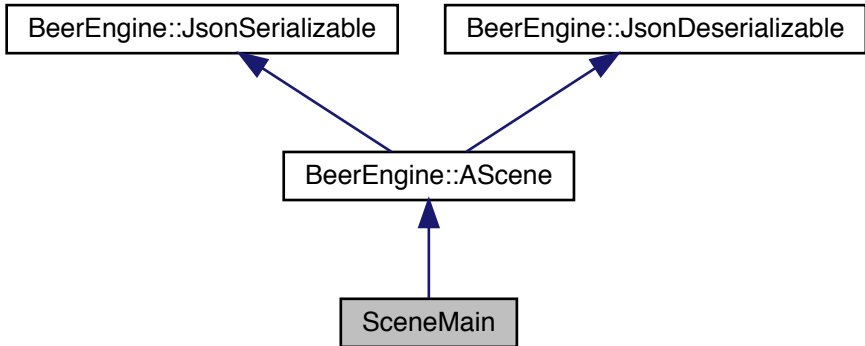 BeerEngine::JsonSerializable
BeerEngine::JsonDeserializable
BeerEngine::AScene
SceneMain